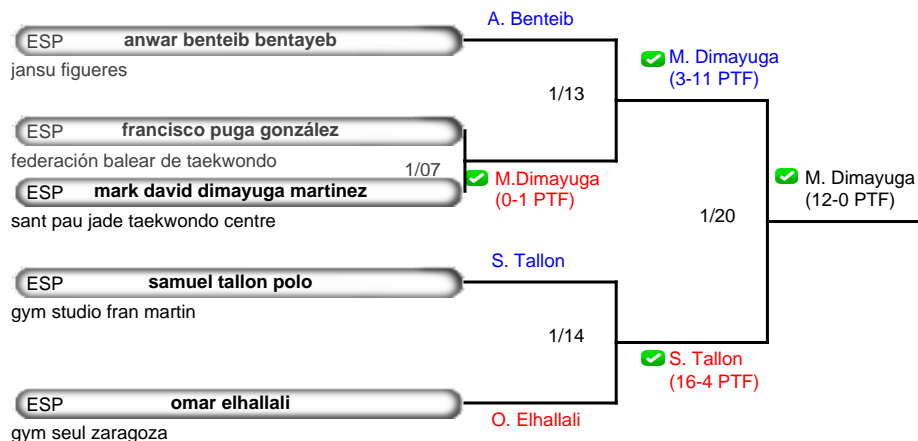 A. Benteib
ESP anwar benteib bentayeb
jansu figueres
M. Dimayuga
(3-11 PTF)
1/13
ESP francisco puga gonzález
federación balear de taekwondo
1/07
M.Dimayuga
(0-1 PTF)
ESP mark david dimayuga martinez
sant pau jade taekwondo centre
M. Dimayuga
(12-0 PTF)
1/20
S. Tallon
ESP samuel tallon polo
gym studio fran martin
1/14
S. Tallon
(16-4 PTF)
ESP omar elhallali
O. Elhallali
gym seul zaragoza